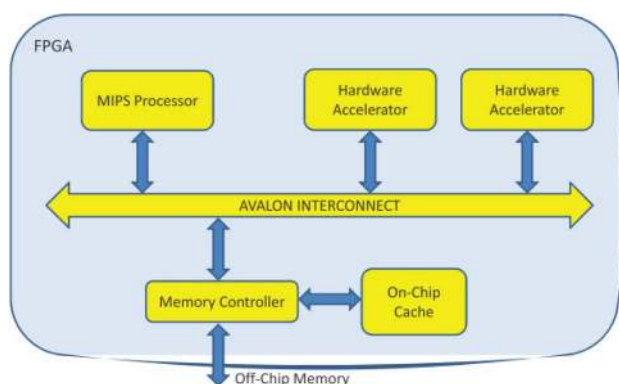 FPGA
MIPS Processor
Hardware
Accelerator
Hardware
Accelerator
AVALON INTERCONNECT
Memory Controller
On-Chip
Cache
Off-Chip Memory